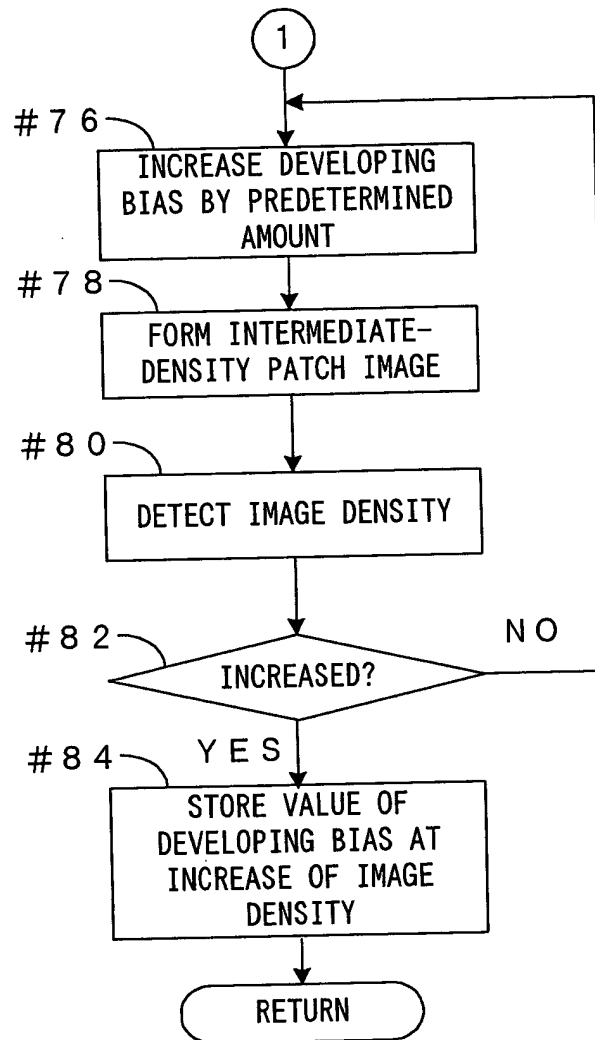 1
#76
INCREASE DEVELOPING
BIAS BY PREDETERMINED
AMOUNT
#78
FORM INTERMEDIATE-
DENSITY PATCH IMAGE
#80
DETECT IMAGE DENSITY
#82
INCREASED?
NO
YES
#84
STORE VALUE OF
DEVELOPING BIAS AT
INCREASE OF IMAGE
DENSITY
RETURN